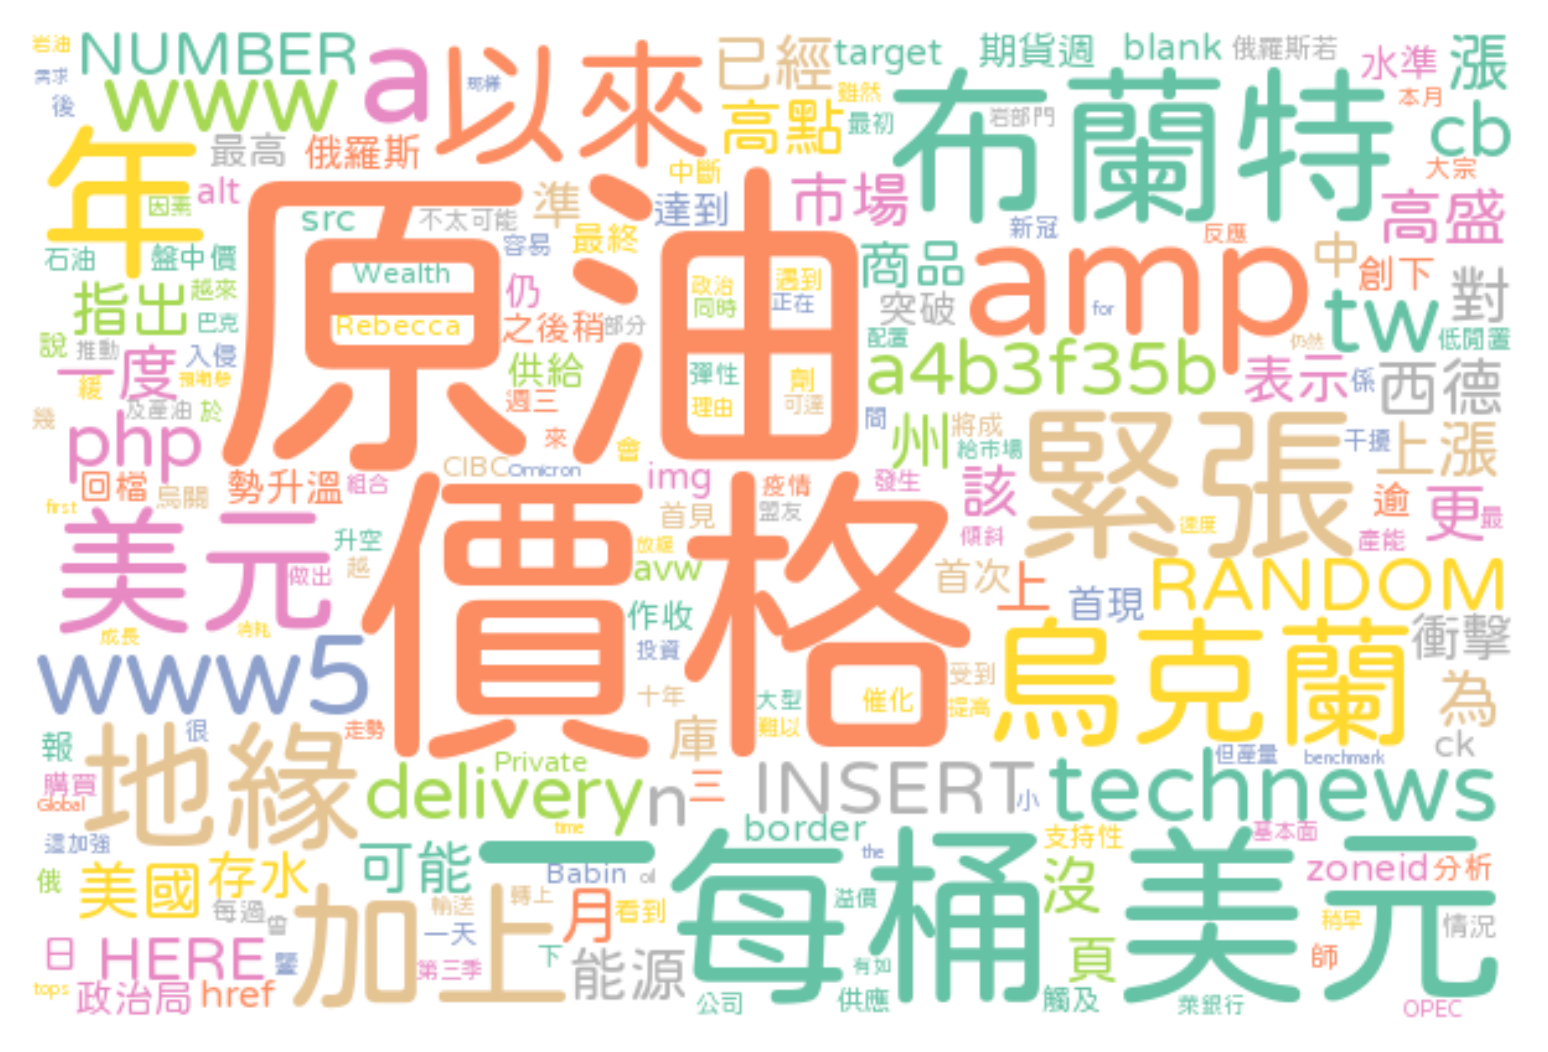 岩油 NUMBER a 以來 已經 target 期貨週 blank 俄羅斯若 水準 漲
需求 www 那樣 雖然 布蘭特 本月
後 最高 俄羅斯 高點 最初 岩部門 cb
年 因素 alt 中斷 大宗
src 不太可能 準 達到 市場 新冠 反應 高盛
石油 盤中價 原油 容易 最終 商品 amp 中 創下 對
指出 越來 Wealth 仍 政治 遇到 突破 for tw
巴克 Rebecca 之後稍 部分 同時 正在 配置 仍然 低閒置
說 推動 一度 入侵 供給 彈性 劑 a4b3f35b 表示 係 西德
緩 及產油 於 週三 理由 可達
幾 php 來 會 間 州 將成 緊張 干擾 上漲
回檔 烏關 勢升溫 組合 CIBC Omicron img 疫情 發生 給市場 該 逾 更 最
first 美元 升空 價格 首見 盟友 傾斜 速度 產能
做出 越 放緩 avw 首次 上 首現 RANDOM
成長 消耗 作收 烏克蘭 衝擊
www5 投資 受到
十年 大型 催化 提高 為
報 地緣 很 走勢 庫 難以 但產量 ck
購買 delivery Private n 三 INSERT 小 benchmark technews
Global time border 支持性 基本面
這加強 可能 一 每桶 the 美元
俄 美國 存水 Babin oil 沒 zoneid 分析
每過 曾 加上 輸送 轉上 月 看到 溢價 稍早 情況
日 HERE 一天 下 能源 頁 師
第三季 有如
tops 政治局 href 公司 供應 觸及 萊銀行 OPEC